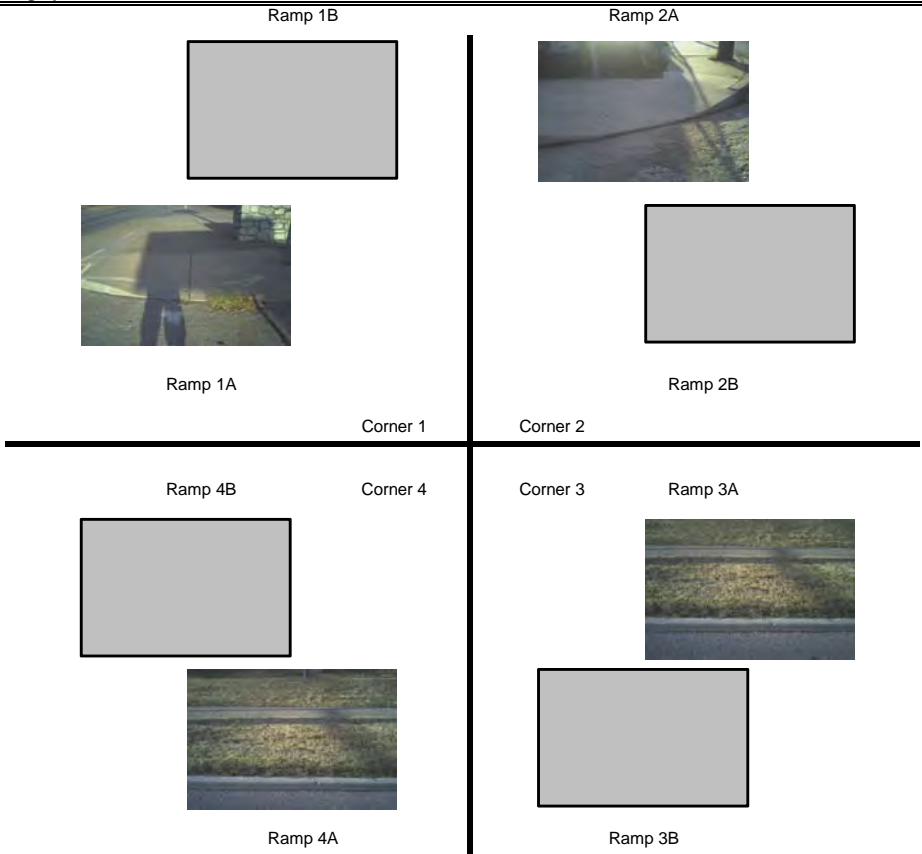 Ramp 1B
Ramp 2A
Ramp 1A
Ramp 2B
Corner 1
Corner 2
Ramp 4B
Corner 4
Corner 3
Ramp 3A
Ramp 4A
Ramp 3B